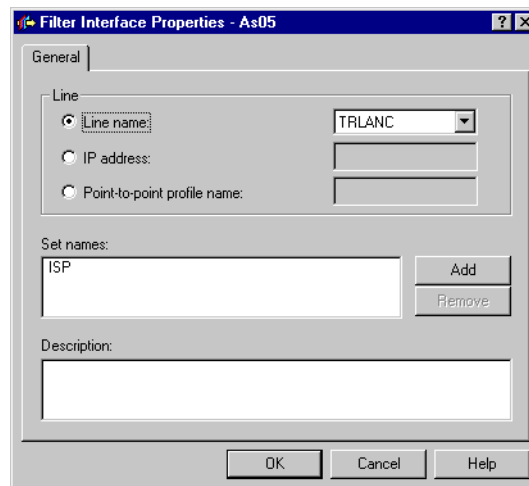 Filter Interface Properties - As05
General
Line
Line name:
TRLANC
IP address:
Point-to-point profile name:
Set names:
ISP
Add
Remove
Description:
OK
Cancel
Help